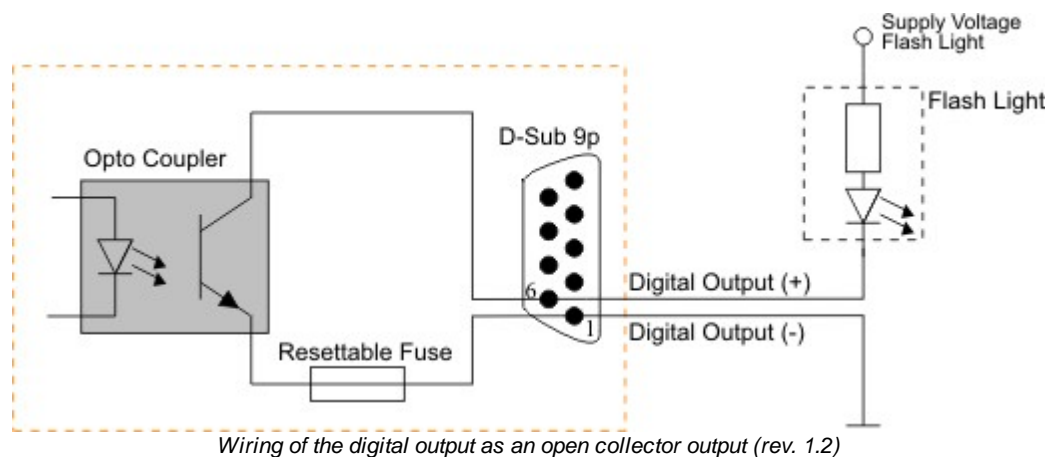 Supply Voltage
Flash Light
Flash Light
D-Sub 9p
Opto Coupler
6
Digital Output (+)
1
Digital Output (-)
Resettable Fuse
Wiring of the digital output as an open collector output (rev. 1.2)